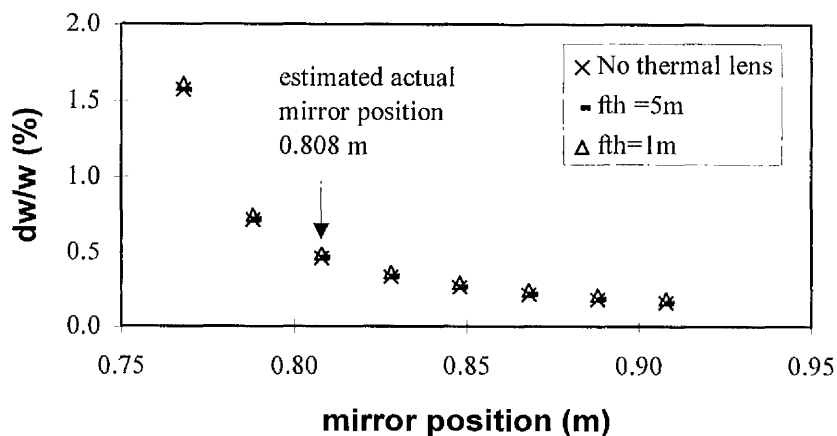 2.0
1.5
1.0
0.5
0.0
dw/w (%)
estimated actual
mirror position
0.808 m
No thermal lens
fth =5m
fth=1m
0.75
0.80
0.85
0.90
0.95
mirror position (m)